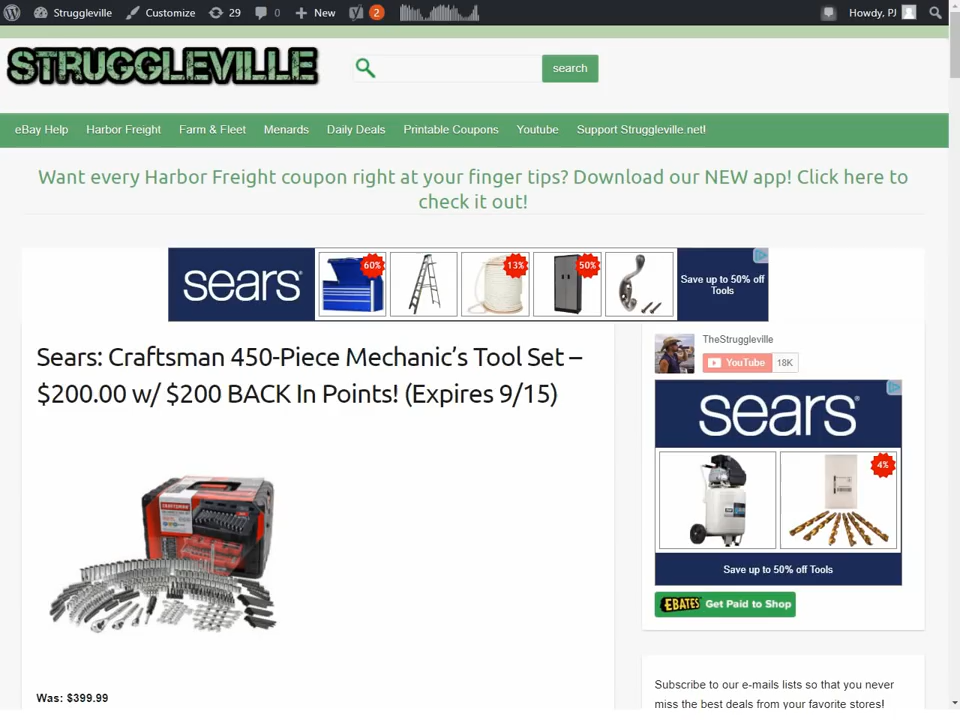 Struggleville Customize 29 0 New 2 Howdy, PJ
STRUGGLEVILLE
search
eBay Help Harbor Freight Farm & Fleet Menards Daily Deals Printable Coupons Youtube Support Struggleville.net!
Want every Harbor Freight coupon right at your finger tips? Download our NEW app! Click here to
check it out!
sears
60%
13%
50%
Save up to 50% off
Tools
Sears: Craftsman 450-Piece Mechanic's Tool Set –
$200.00 w/ $200 BACK In Points! (Expires 9/15)
CRAFTSMAN
Was: $399.99
TheStruggleville
YouTube 18K
sears
4%
Save up to 50% off Tools
EBATES Get Paid to Shop
Subscribe to our e-mails lists so that you never
miss the best deals from your favorite stores!